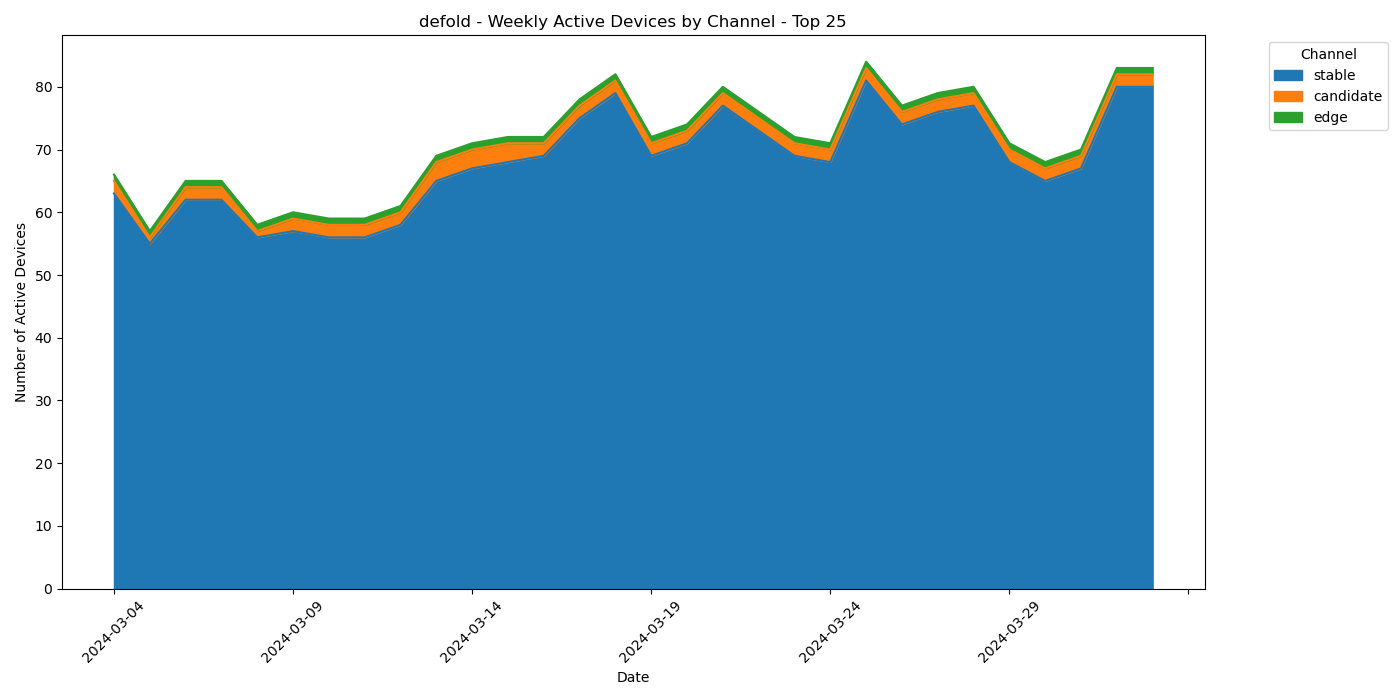 defold - Weekly Active Devices by Channel - Top 25
Channel
stable
candidate
edge
Number of Active Devices
80
70
60
50
40
30
20
10
0
2024-03-04
2024-03-09
2024-03-14
2024-03-19
2024-03-24
2024-03-29
Date